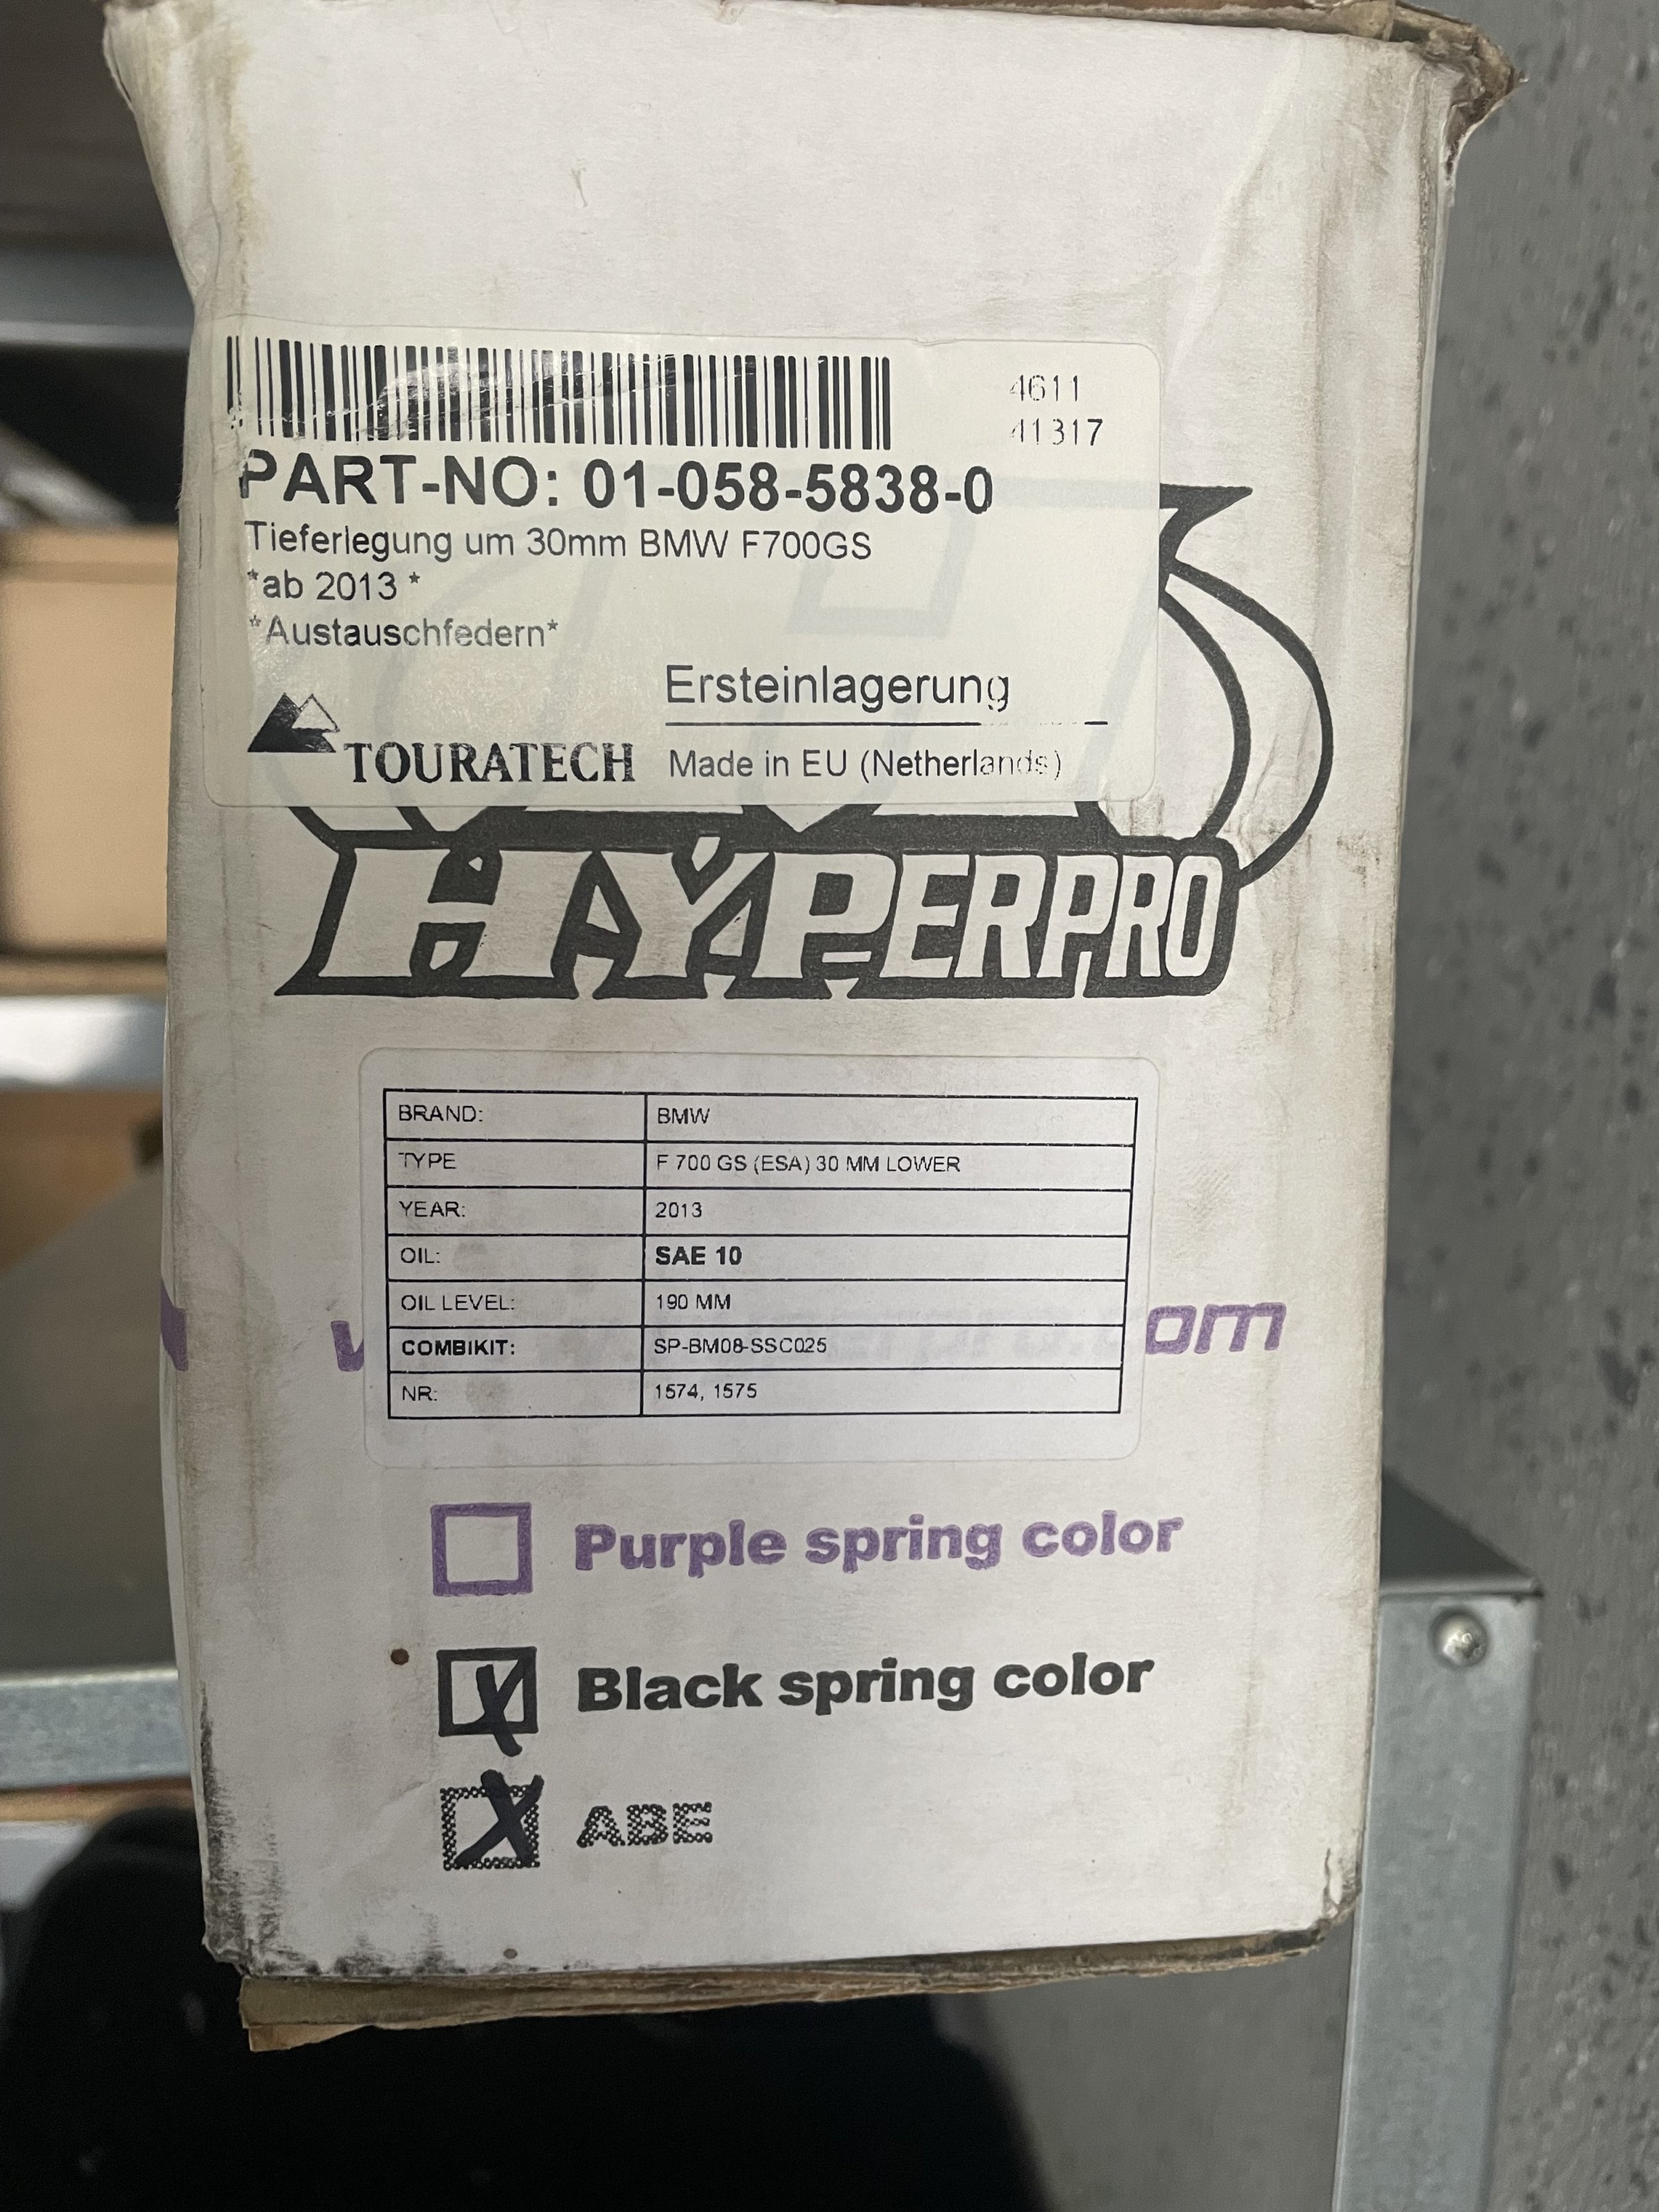 4611
41317
PART-NO: 01-058-5838-0
Tieferlegung um 30mm BMW F700GS
*ab 2013 *
*Austauschfedern*
Ersteinlagerung
TOURATECH Made in EU (Netherlands)
HYPERPRO
BRAND: BMW
TYPE F 700 GS (ESA) 30 MM LOWER
YEAR: 2013
OIL: SAE 10
OIL LEVEL: 190 MM
COMBIKIT: SP-BM08-SSC025
NR: 1574, 1575
om
Purple spring color
Black spring color
ABE